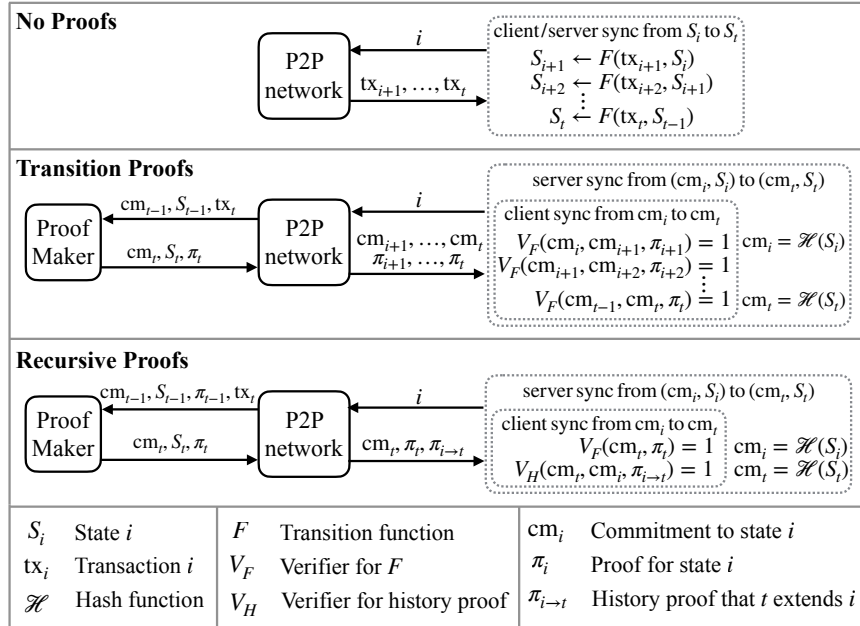 No Proofs
P2P
network
i
tx_{i+1}, …, tx_t
client/server sync from S_i to S_t
S_{i+1} ← F(tx_{i+1}, S_i)
S_{i+2} ← F(tx_{i+2}, S_{i+1})
⋮
S_t ← F(tx_t, S_{t−1})
Transition Proofs
Proof
Maker
cm_{t−1}, S_{t−1}, tx_t
cm_t, S_t, π_t
P2P
network
i
cm_{i+1}, …, cm_t
π_{i+1}, …, π_t
server sync from (cm_i, S_i) to (cm_t, S_t)
client sync from cm_i to cm_t
V_F(cm_i, cm_{i+1}, π_{i+1}) = 1 cm_i = ℋ(S_i)
V_F(cm_{i+1}, cm_{i+2}, π_{i+2}) = 1
⋮
V_F(cm_{t−1}, cm_t, π_t) = 1 cm_t = ℋ(S_t)
Recursive Proofs
Proof
Maker
cm_{t−1}, S_{t−1}, π_{t−1}, tx_t
cm_t, S_t, π_t
P2P
network
i
cm_t, π_t, π_{i→t}
server sync from (cm_i, S_i) to (cm_t, S_t)
client sync from cm_i to cm_t
V_F(cm_t, π_t) = 1 cm_i = ℋ(S_i)
V_H(cm_t, cm_i, π_{i→t}) = 1 cm_t = ℋ(S_t)
S_i State i
tx_i Transaction i
ℋ Hash function
F Transition function
V_F Verifier for F
V_H Verifier for history proof
cm_i Commitment to state i
π_i Proof for state i
π_{i→t} History proof that t extends i